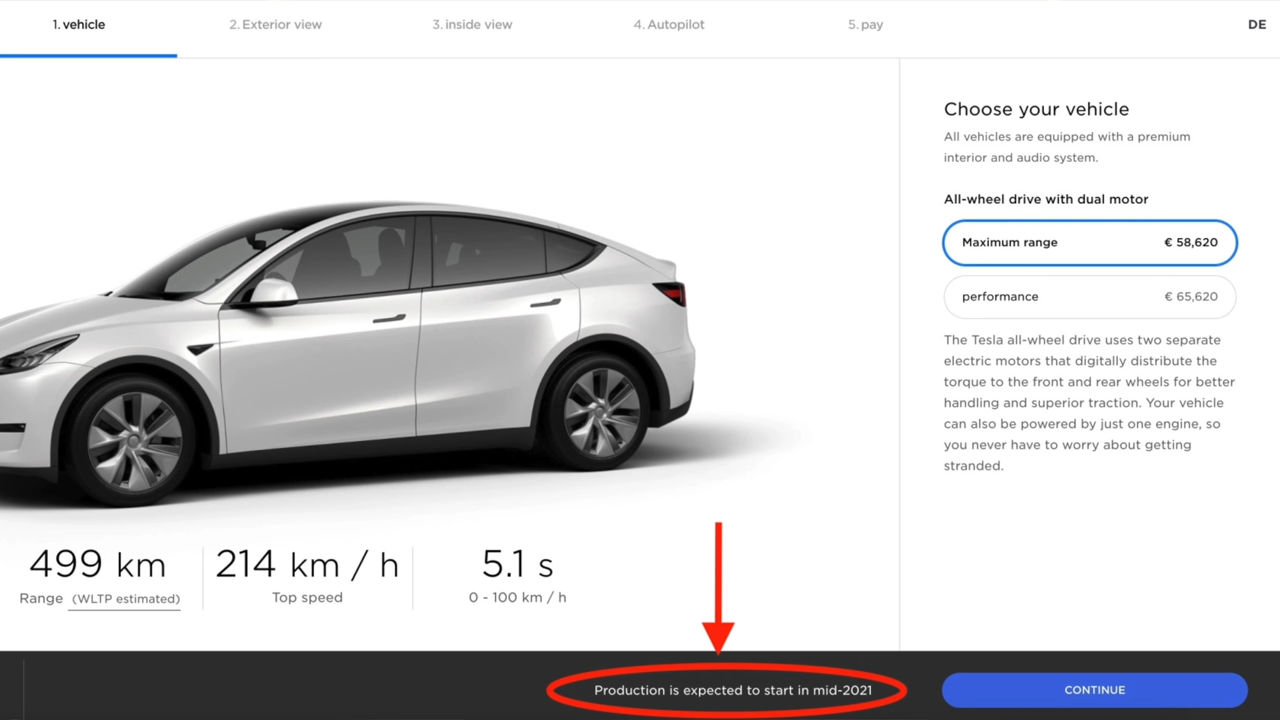 1. vehicle
2. Exterior view
3. inside view
4. Autopilot
5. pay
DE
Choose your vehicle
All vehicles are equipped with a premium
interior and audio system.
All-wheel drive with dual motor
Maximum range € 58,620
performance € 65,620
The Tesla all-wheel drive uses two separate
electric motors that digitally distribute the
torque to the front and rear wheels for better
handling and superior traction. Your vehicle
can also be powered by just one engine, so
you never have to worry about getting
stranded.
499 km
Range (WLTP estimated)
214 km / h
Top speed
5.1 s
0 - 100 km / h
Production is expected to start in mid-2021
CONTINUE